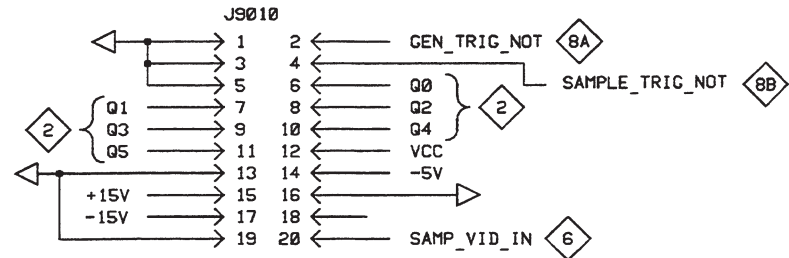 J9010
1 2 GEN_TRIG_NOT 8A
3 4 SAMPLE_TRIG_NOT 8B
5 6 Q0
2 Q1 7 8 Q2 2
Q3 9 10 Q4
Q5 11 12 VCC
13 14 -5V
+15V 15 16
-15V 17 18
19 20 SAMP_VID_IN 6